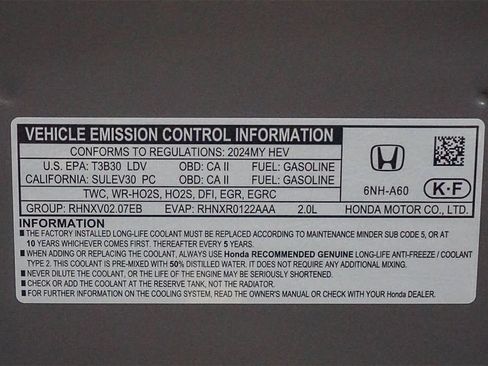 VEHICLE EMISSION CONTROL INFORMATION
CONFORMS TO REGULATIONS: 2024MY HEV
U.S. EPA: T3B30 LDV OBD: CA II FUEL: GASOLINE
CALIFORNIA: SULEV30 PC OBD: CA II FUEL: GASOLINE
TWC, WR-HO2S, HO2S, DFI, EGR, EGRC
GROUP: RHNXV02.07EB EVAP: RHNXR0122AAA 2.0L
6NH-A60
K·F
HONDA MOTOR CO., LTD.
INFORMATION
■ THE FACTORY INSTALLED LONG-LIFE COOLANT MUST BE REPLACED ACCORDING TO MAINTENANCE MINDER SUB CODE 5, OR AT
10 YEARS WHICHEVER COMES FIRST. THEREAFTER EVERY 5 YEARS.
■ WHEN ADDING OR REPLACING THE COOLANT, ALWAYS USE Honda RECOMMENDED GENUINE LONG-LIFE ANTI-FREEZE / COOLANT
TYPE 2. THIS COOLANT IS PRE-MIXED WITH 50% DISTILLED WATER, IT DOES NOT REQUIRE ANY ADDITIONAL MIXING.
■ NEVER DILUTE THE COOLANT, OR THE LIFE OF THE ENGINE MAY BE SERIOUSLY SHORTENED.
■ CHECK OR ADD COOLANT AT THE RESERVE TANK, NOT THE RADIATOR.
■ FOR FURTHER INFORMATION ON THE COOLING SYSTEM, READ THE OWNER'S MANUAL OR CHECK WITH YOUR Honda DEALER.